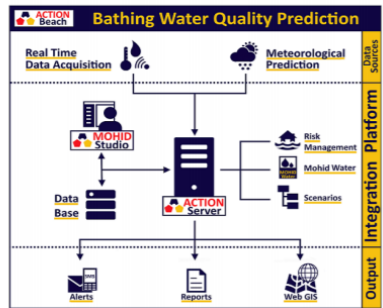 ACTION
Beach
Bathing Water Quality Prediction
Real Time
Data Acquisition
Meteorological
Prediction
Data
Sources
MOHID
Studio
Data
Base
ACTION
Server
Risk
Management
Mohid Water
Scenarios
Integration Platform
Alerts
Reports
Web GIS
Output